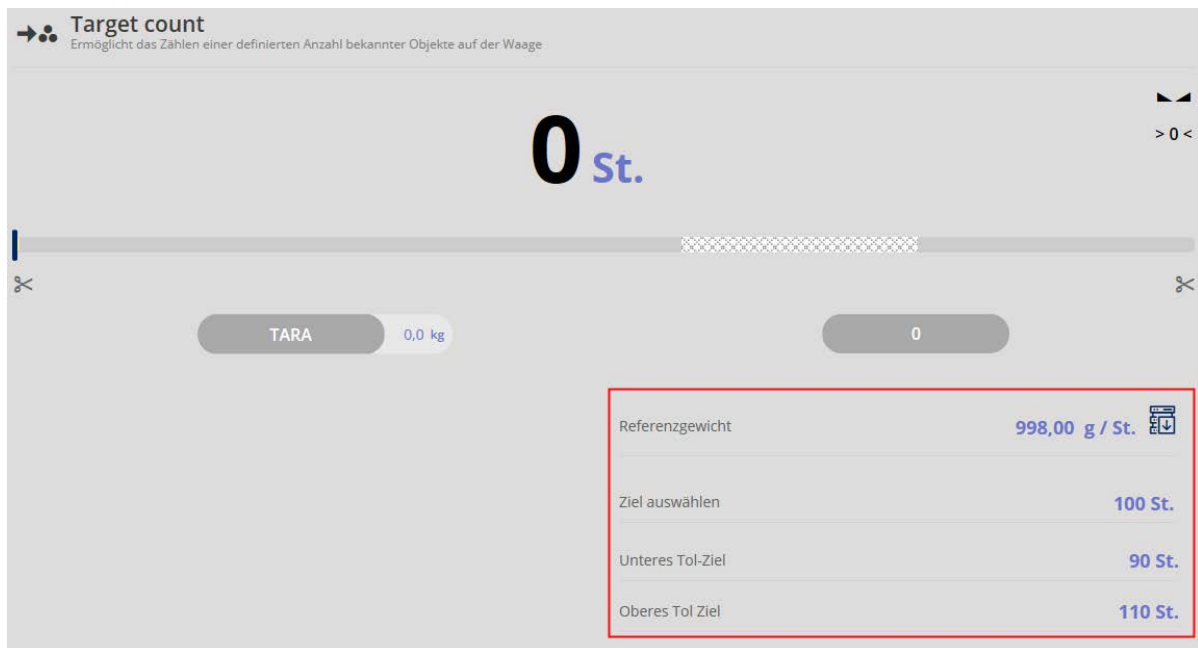 Target count
Ermöglicht das Zählen einer definierten Anzahl bekannter Objekte auf der Waage
> 0 <
0 St.
TARA 0,0 kg 0
Referenzgewicht 998,00 g / St.
Ziel auswählen 100 St.
Unteres Tol-Ziel 90 St.
Oberes Tol Ziel 110 St.